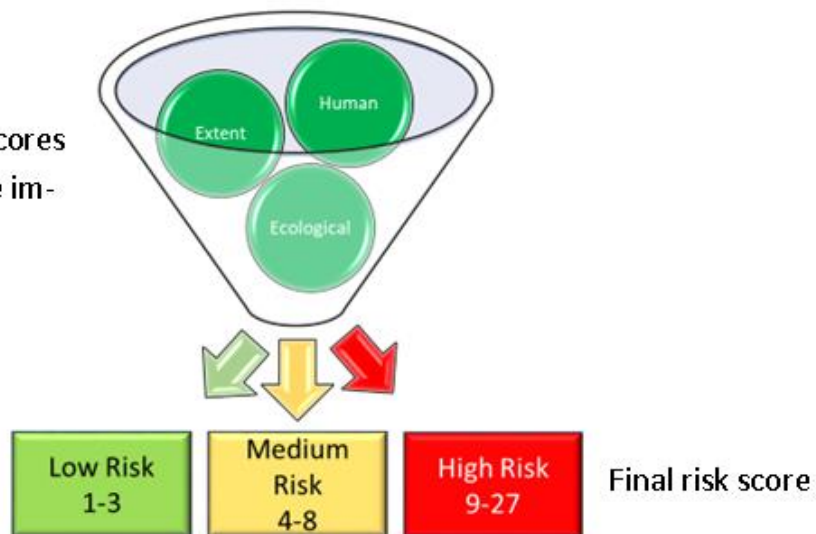 Human
Extent
cores
e im-
Ecological
Low Risk
1-3
Medium
Risk
4-8
High Risk
9-27
Final risk score